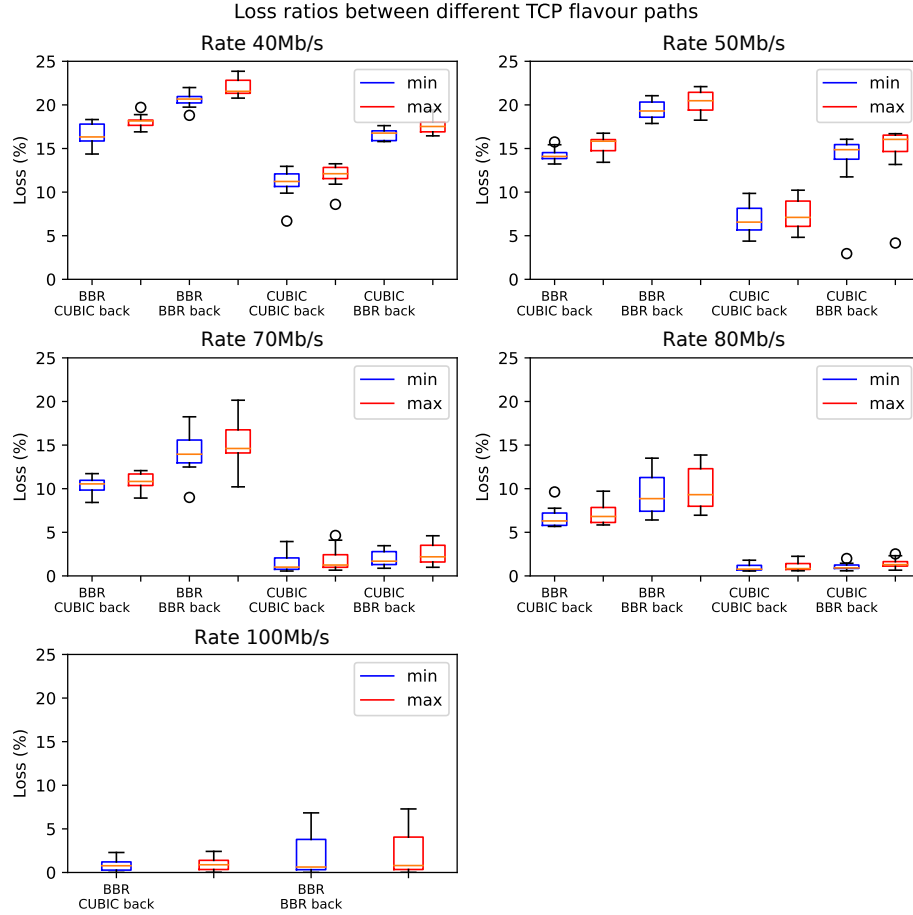 Loss ratios between different TCP flavour paths
Rate 40Mb/s
Loss (%)
25
20
15
10
5
0
min
max
BBR
CUBIC back
BBR
BBR back
CUBIC
CUBIC back
CUBIC
BBR back
Rate 50Mb/s
Loss (%)
25
20
15
10
5
0
min
max
BBR
CUBIC back
BBR
BBR back
CUBIC
CUBIC back
CUBIC
BBR back
Rate 70Mb/s
Loss (%)
25
20
15
10
5
0
min
max
BBR
CUBIC back
BBR
BBR back
CUBIC
CUBIC back
CUBIC
BBR back
Rate 80Mb/s
Loss (%)
25
20
15
10
5
0
min
max
BBR
CUBIC back
BBR
BBR back
CUBIC
CUBIC back
CUBIC
BBR back
Rate 100Mb/s
Loss (%)
25
20
15
10
5
0
min
max
BBR
CUBIC back
BBR
BBR back